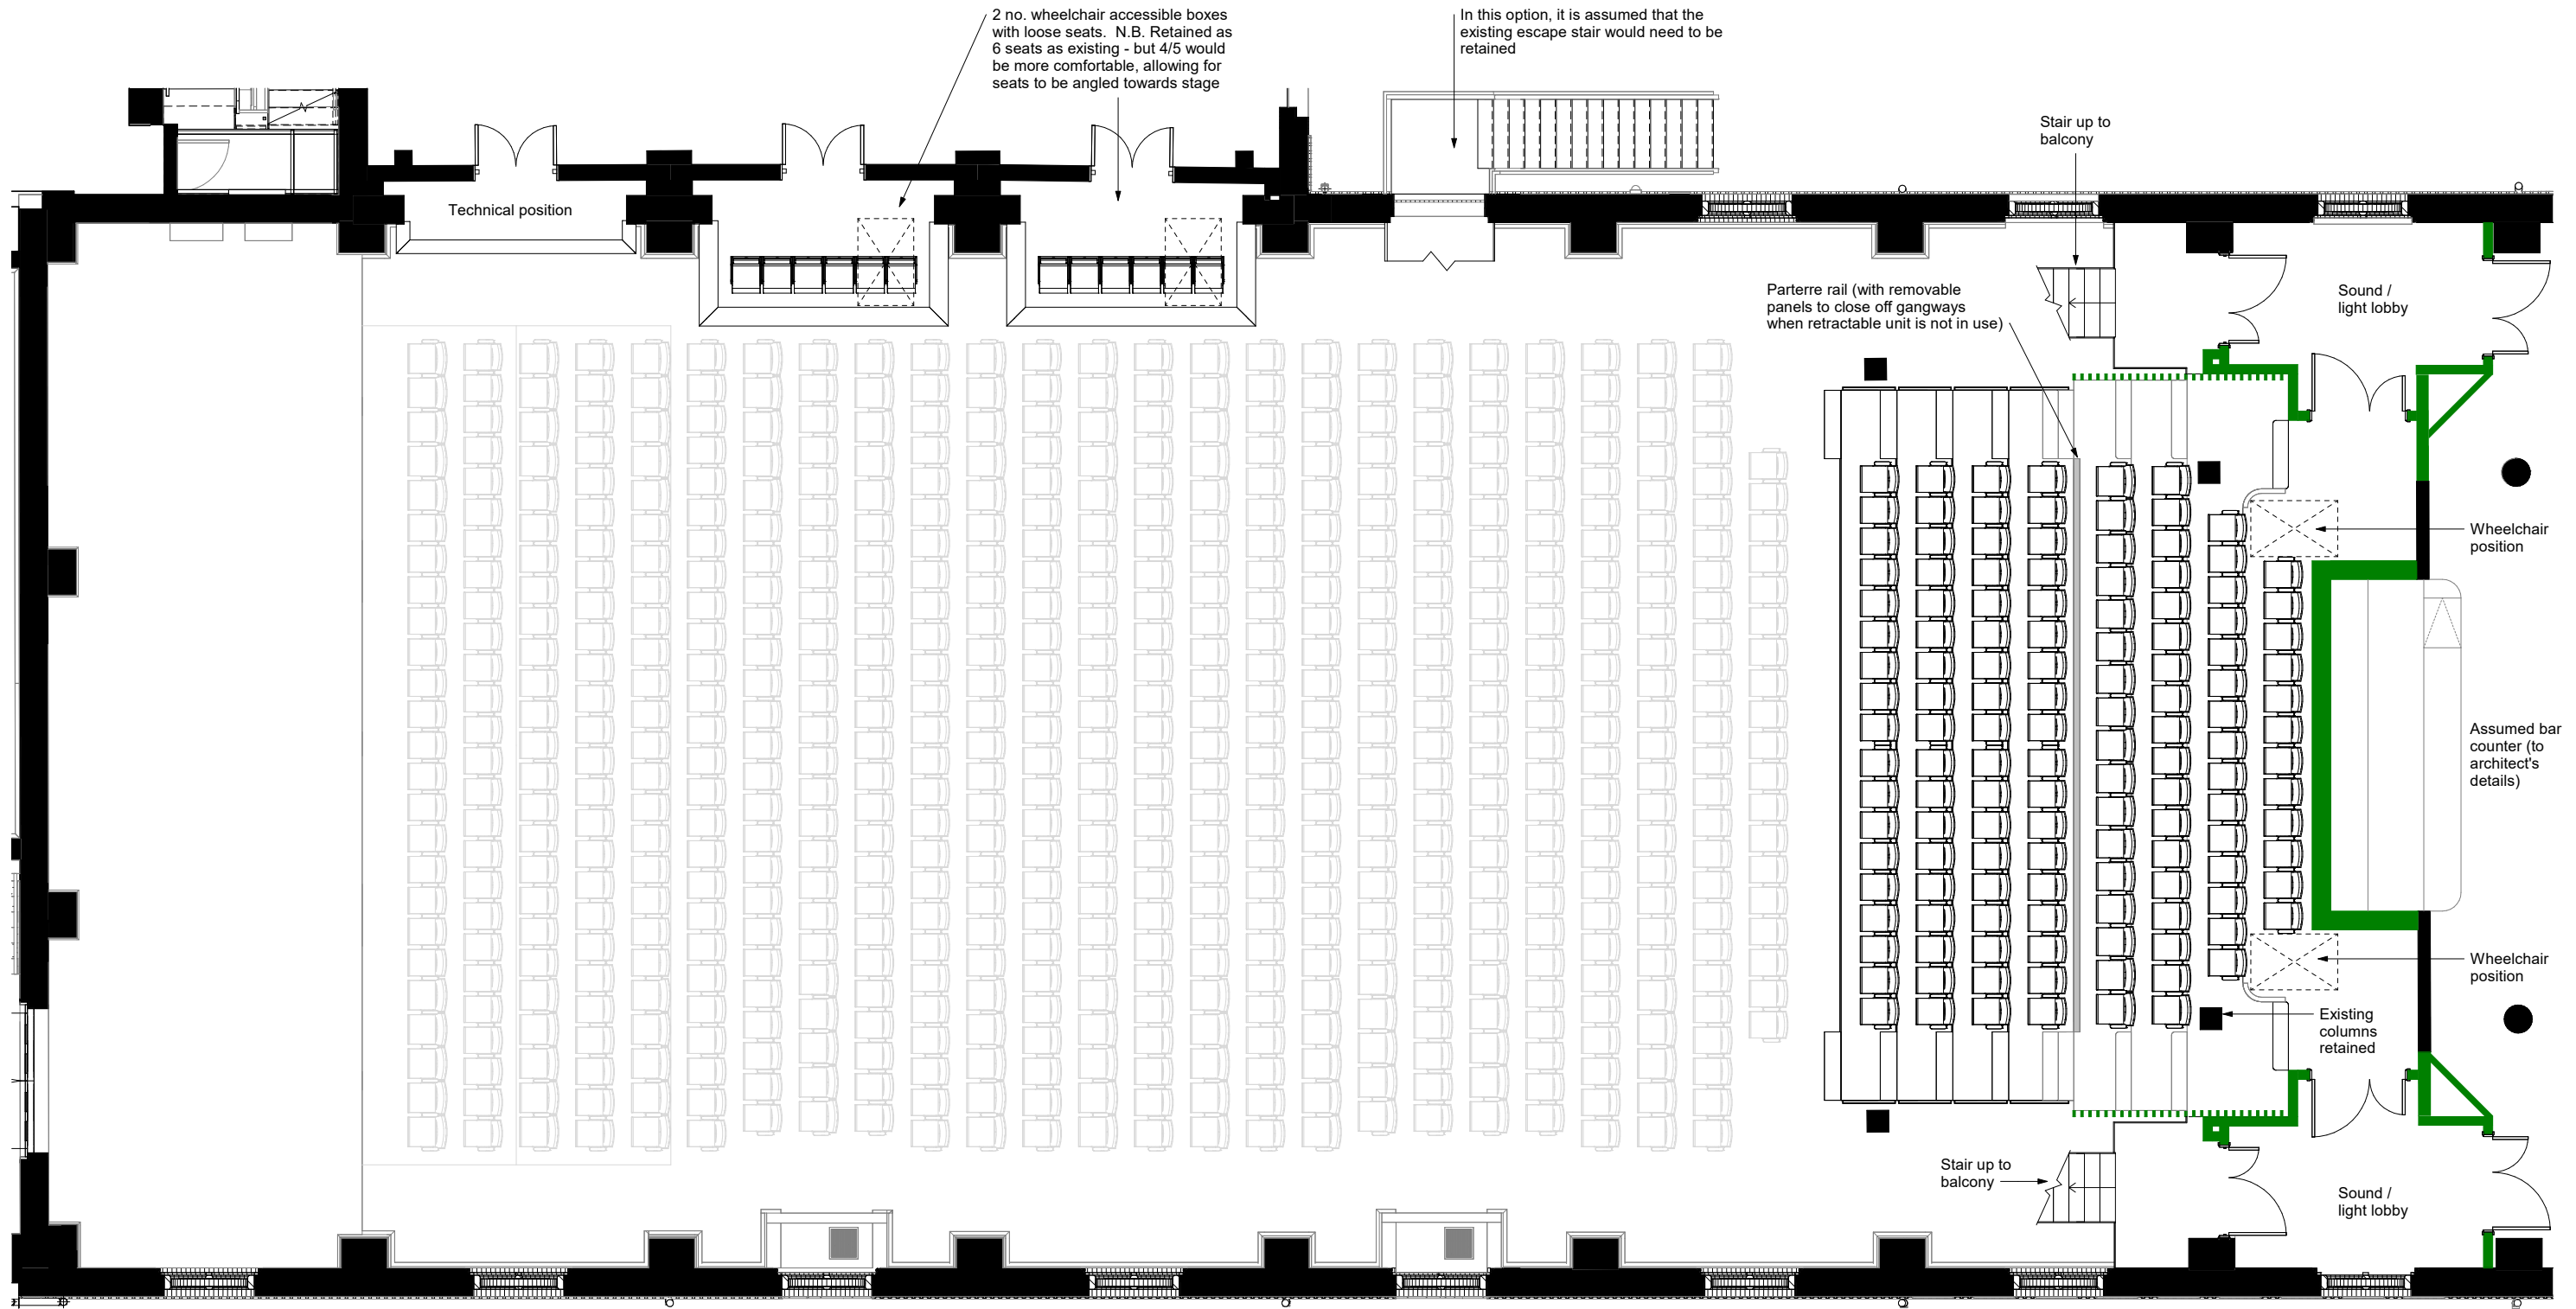 2 no. wheelchair accessible boxes
with loose seats.  N.B. Retained as
6 seats as existing - but 4/5 would
be more comfortable, allowing for
seats to be angled towards stage
In this option, it is assumed that the
existing escape stair would need to be
retained
Stair up to
balcony
Technical position
Parterre rail (with removable
panels to close off gangways
when retractable unit is not in use)
Sound /
light lobby
Wheelchair
position
Assumed bar
counter (to
architect's
details)
Wheelchair
position
Existing
columns
retained
Stair up to
balcony
Sound /
light lobby